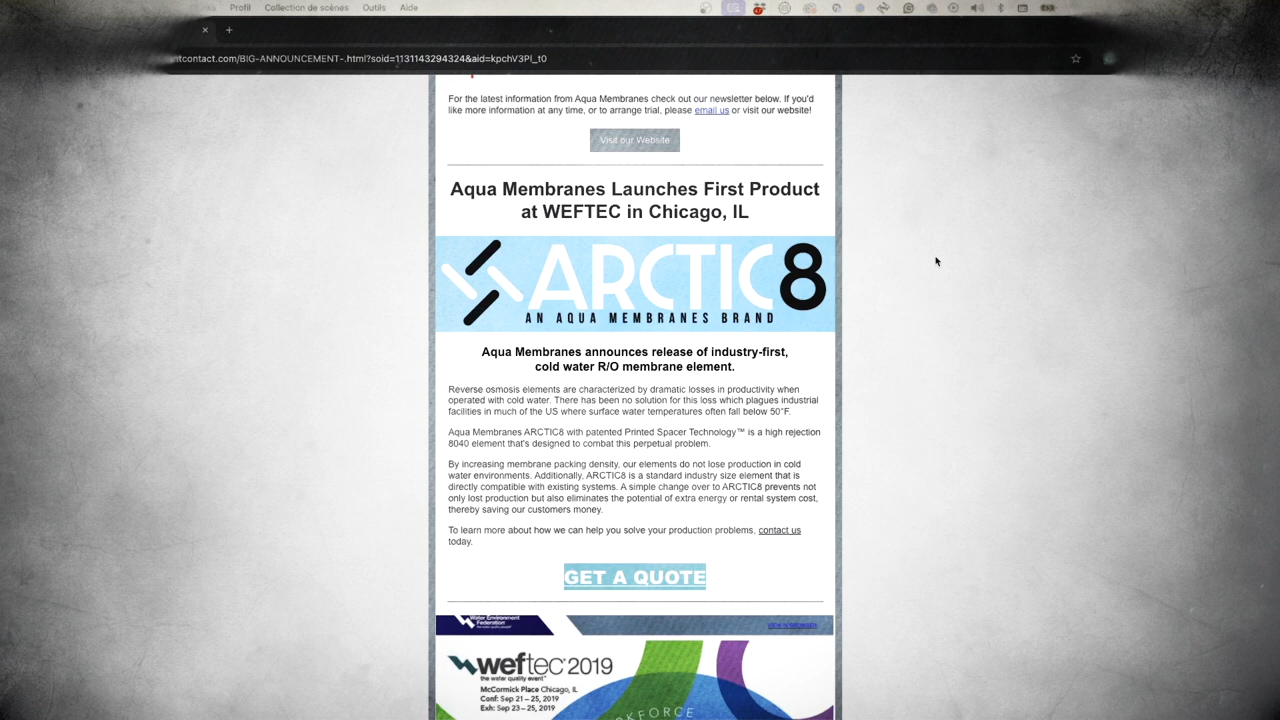 Profil Collection de scènes Outils Aide
ntcontact.com/BIG-ANNOUNCEMENT-.html?soid=1131143294324&aid=kpchV3Pl_t0
For the latest information from Aqua Membranes check out our newsletter below. If you'd
like more information at any time, or to arrange trial, please email us or visit our website!
Visit our Website
Aqua Membranes Launches First Product
at WEFTEC in Chicago, IL
ARCTIC8
AN AQUA MEMBRANES BRAND
Aqua Membranes announces release of industry-first,
cold water R/O membrane element.
Reverse osmosis elements are characterized by dramatic losses in productivity when
operated with cold water. There has been no solution for this loss which plagues industrial
facilities in much of the US where surface water temperatures often fall below 50°F.
Aqua Membranes ARCTIC8 with patented Printed Spacer Technology™ is a high rejection
8040 element that's designed to combat this perpetual problem.
By increasing membrane packing density, our elements do not lose production in cold
water environments. Additionally, ARCTIC8 is a standard industry size element that is
directly compatible with existing systems. A simple change over to ARCTIC8 prevents not
only lost production but also eliminates the potential of extra energy or rental system cost,
thereby saving our customers money.
To learn more about how we can help you solve your production problems, contact us
today.
GET A QUOTE
Water Environment
Federation
the water quality people
VIEW IN BROWSER
weftec 2019
the water quality event
McCormick Place Chicago, IL
Conf: Sep 21–25, 2019
Exh: Sep 23–25, 2019
KFORCE